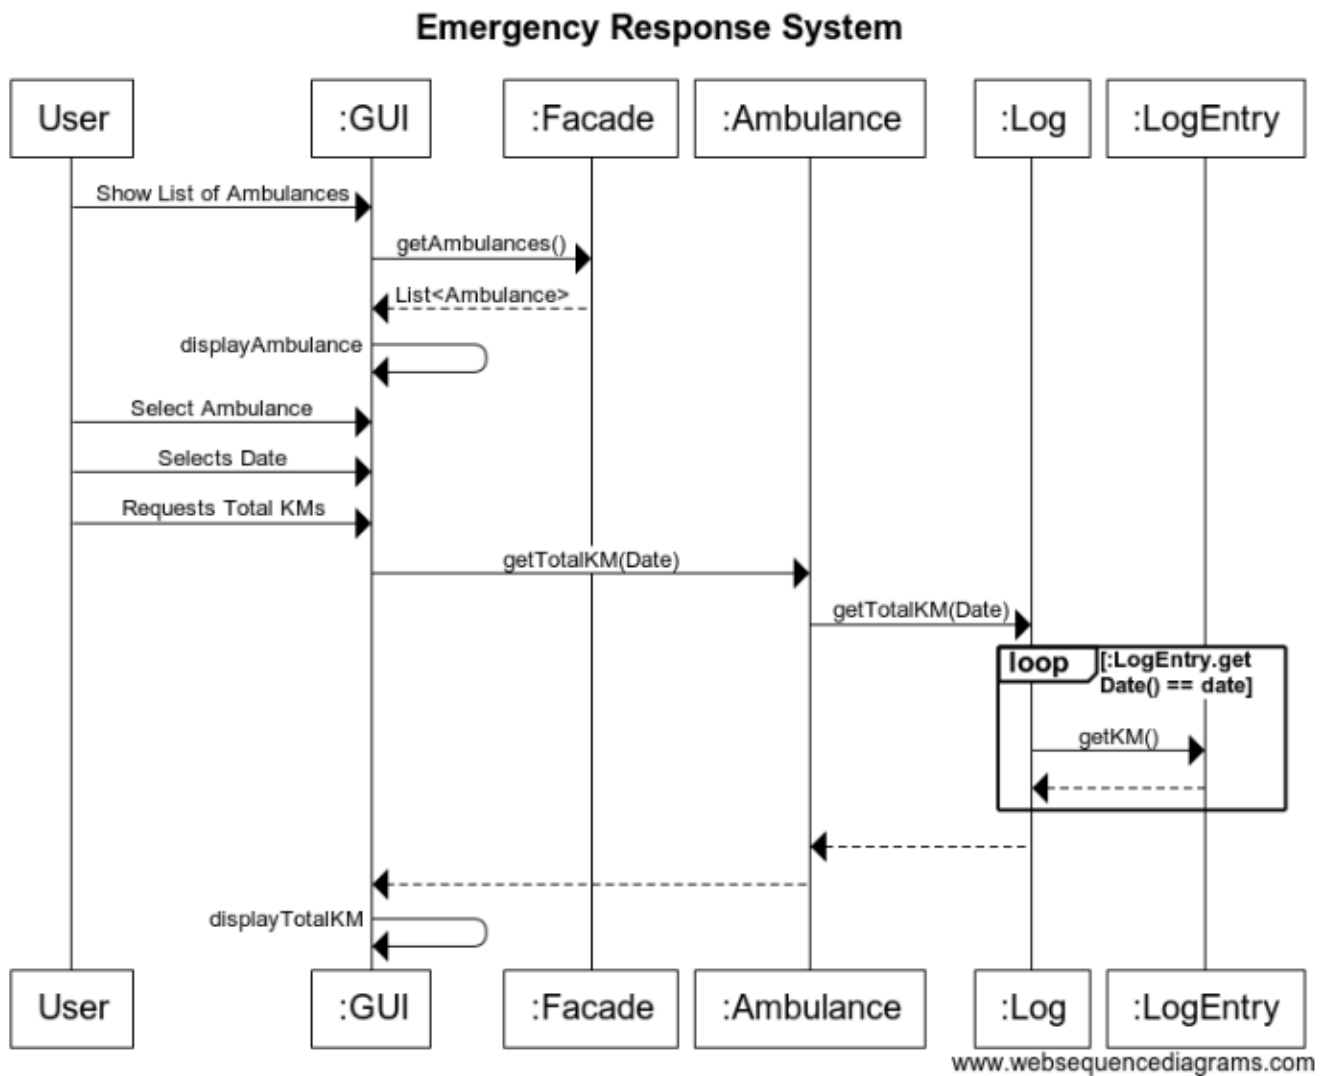 Emergency Response System
User
:GUI
:Facade
:Ambulance
:Log
:LogEntry
Show List of Ambulances
getAmbulances()
List<Ambulance>
displayAmbulance
Select Ambulance
Selects Date
Requests Total KMs
getTotalKM(Date)
getTotalKM(Date)
loop
[:LogEntry.get
Date() == date]
getKM()
displayTotalKM
User
:GUI
:Facade
:Ambulance
:Log
:LogEntry
www.websequencediagrams.com